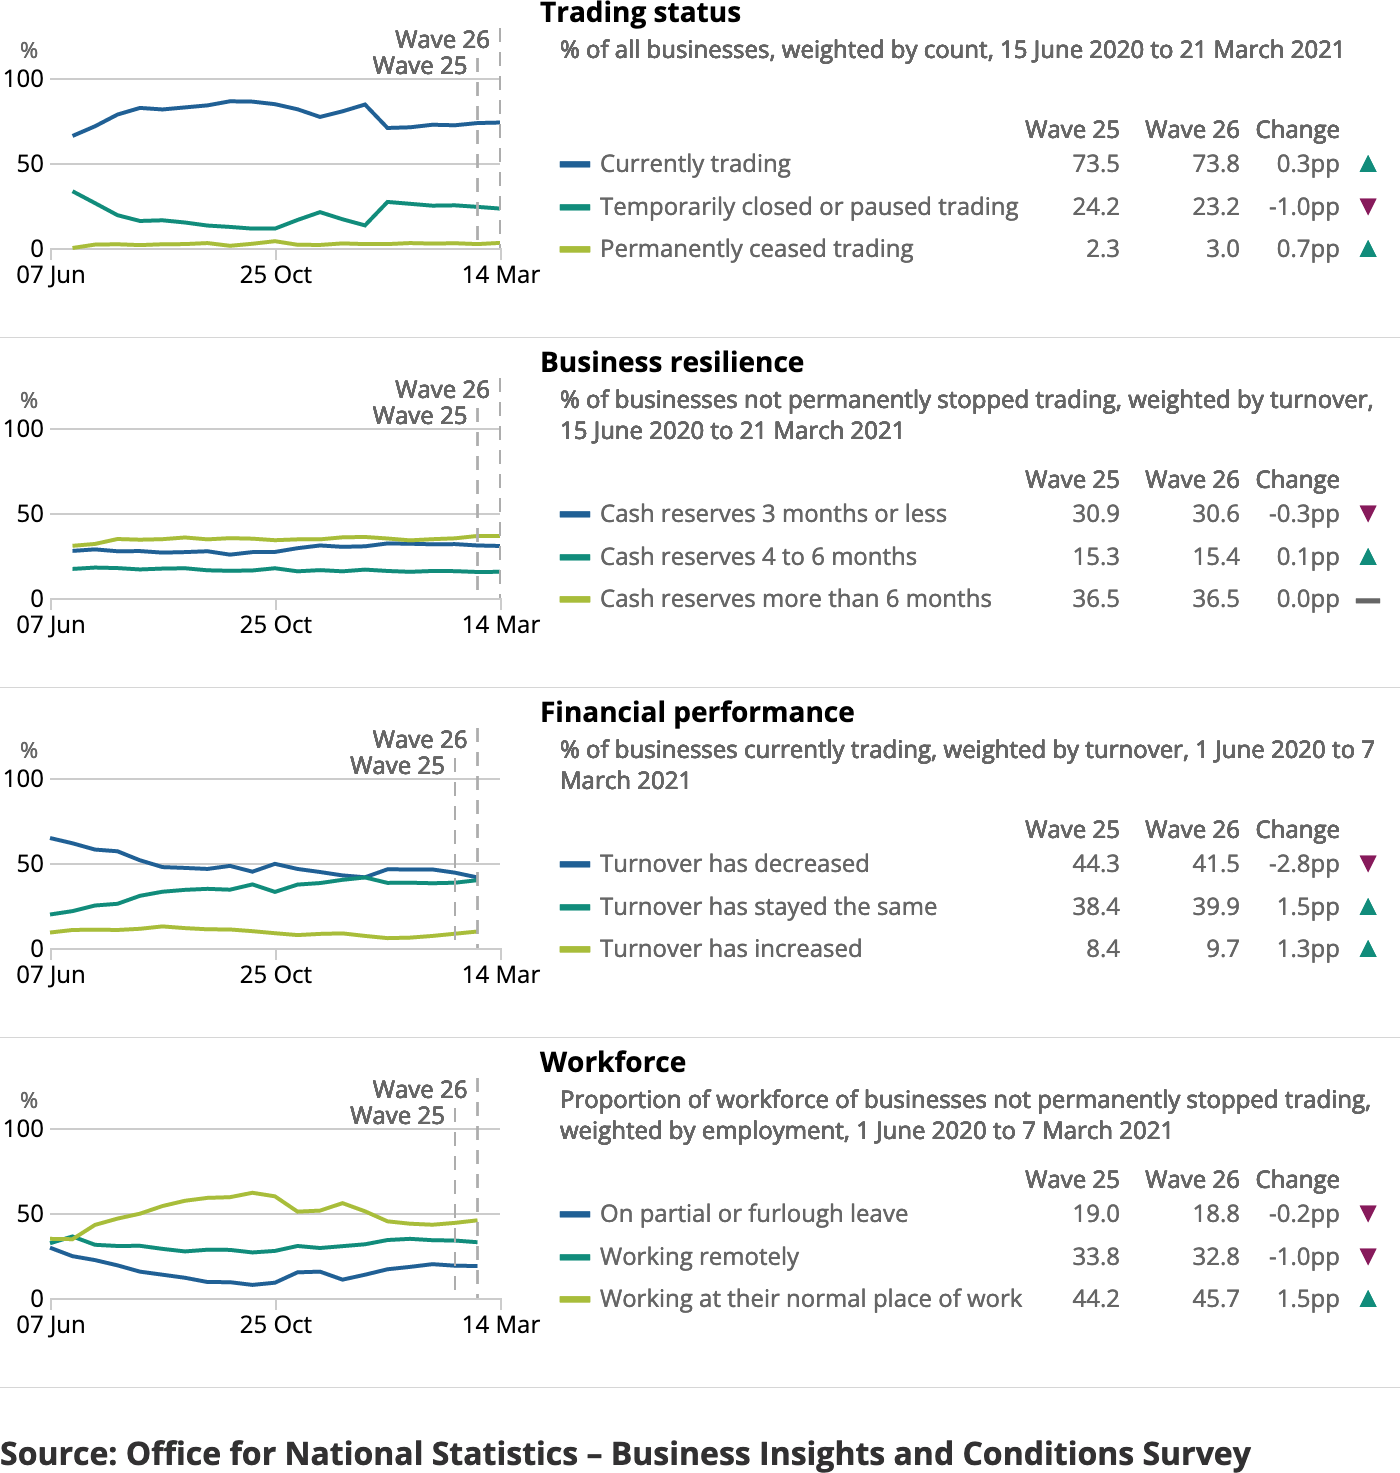 Trading status
% of all businesses, weighted by count, 15 June 2020 to 21 March 2021
Wave 26
Wave 25
%
100
50
0
07 Jun 25 Oct 14 Mar
Wave 25 Wave 26 Change
Currently trading 73.5 73.8 0.3pp ▲
Temporarily closed or paused trading 24.2 23.2 -1.0pp ▼
Permanently ceased trading 2.3 3.0 0.7pp ▲
Business resilience
% of businesses not permanently stopped trading, weighted by turnover,
15 June 2020 to 21 March 2021
Wave 26
Wave 25
%
100
50
0
07 Jun 25 Oct 14 Mar
Wave 25 Wave 26 Change
Cash reserves 3 months or less 30.9 30.6 -0.3pp ▼
Cash reserves 4 to 6 months 15.3 15.4 0.1pp ▲
Cash reserves more than 6 months 36.5 36.5 0.0pp —
Financial performance
% of businesses currently trading, weighted by turnover, 1 June 2020 to 7
March 2021
Wave 26
Wave 25
%
100
50
0
07 Jun 25 Oct 14 Mar
Wave 25 Wave 26 Change
Turnover has decreased 44.3 41.5 -2.8pp ▼
Turnover has stayed the same 38.4 39.9 1.5pp ▲
Turnover has increased 8.4 9.7 1.3pp ▲
Workforce
Proportion of workforce of businesses not permanently stopped trading,
weighted by employment, 1 June 2020 to 7 March 2021
Wave 26
Wave 25
%
100
50
0
07 Jun 25 Oct 14 Mar
Wave 25 Wave 26 Change
On partial or furlough leave 19.0 18.8 -0.2pp ▼
Working remotely 33.8 32.8 -1.0pp ▼
Working at their normal place of work 44.2 45.7 1.5pp ▲
Source: Office for National Statistics – Business Insights and Conditions Survey